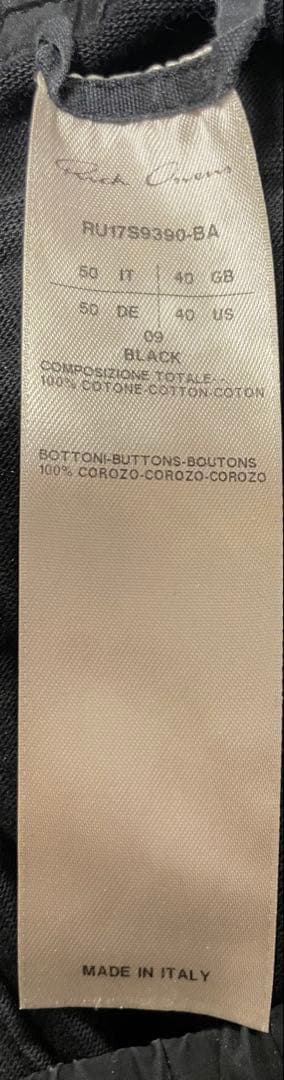 Rick Owens
RU17S9390-BA
50 IT | 40 GB
50 DE | 40 US
09
BLACK
COMPOSIZIONE TOTALE-.-
100% COTONE-COTTON-COTON
BOTTONI-BUTTONS-BOUTONS
100% COROZO-COROZO-COROZO
MADE IN ITALY